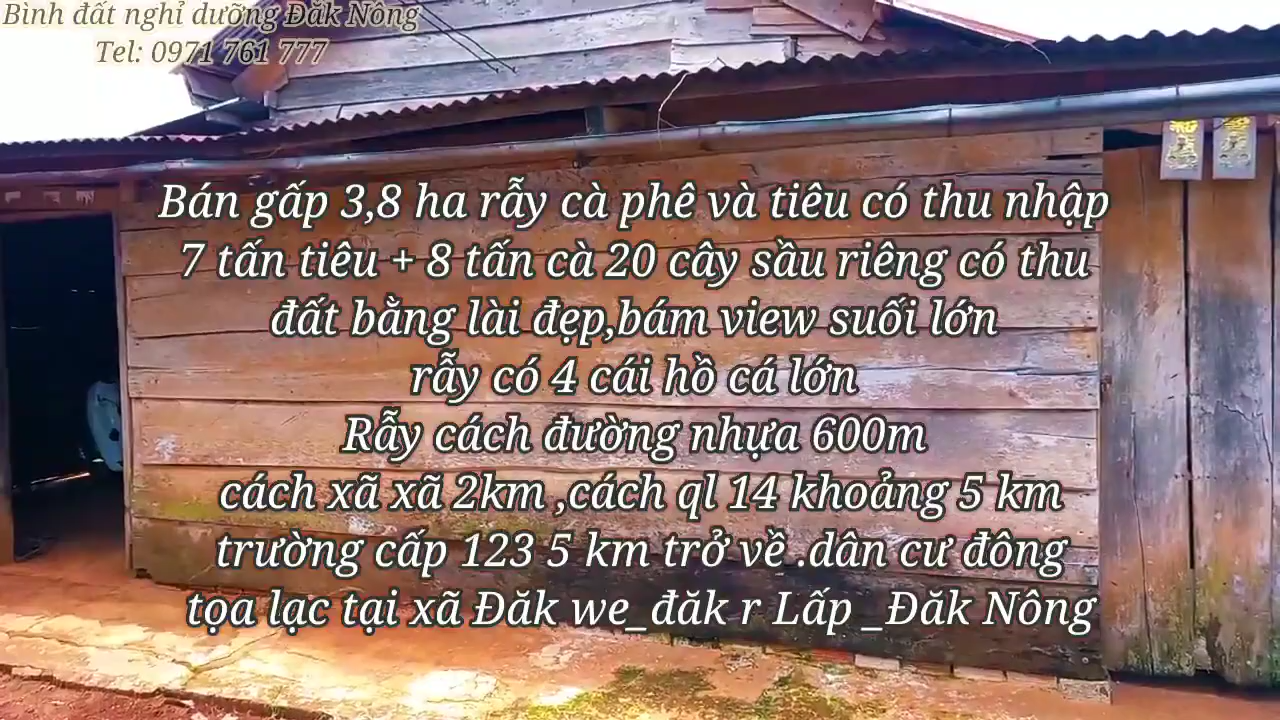 Bình đất nghỉ dưỡng Đăk Nông
Tel: 0971 761 777
Bán gấp 3,8 ha rẫy cà phê và tiêu có thu nhập
7 tấn tiêu + 8 tấn cà 20 cây sầu riêng có thu
đất bằng lài đẹp,bám view suối lớn
rẫy có 4 cái hồ cá lớn
Rẫy cách đường nhựa 600m
cách xã xã 2km ,cách ql 14 khoảng 5 km
trường cấp 123 5 km trở về .dân cư đông
tọa lạc tại xã Đăk we_đăk r Lấp _Đăk Nông